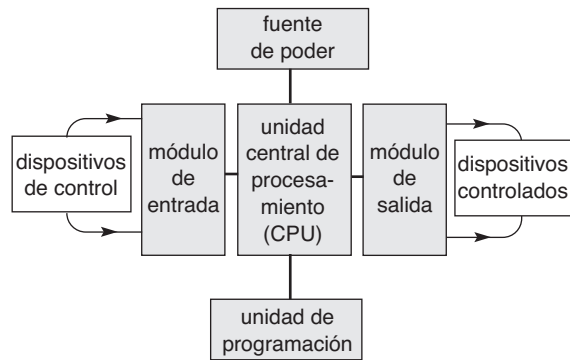 fuente
de poder
dispositivos
de control
módulo
de
entrada
unidad
central de
procesa-
miento
(CPU)
módulo
de
salida
dispositivos
controlados
unidad de
programación